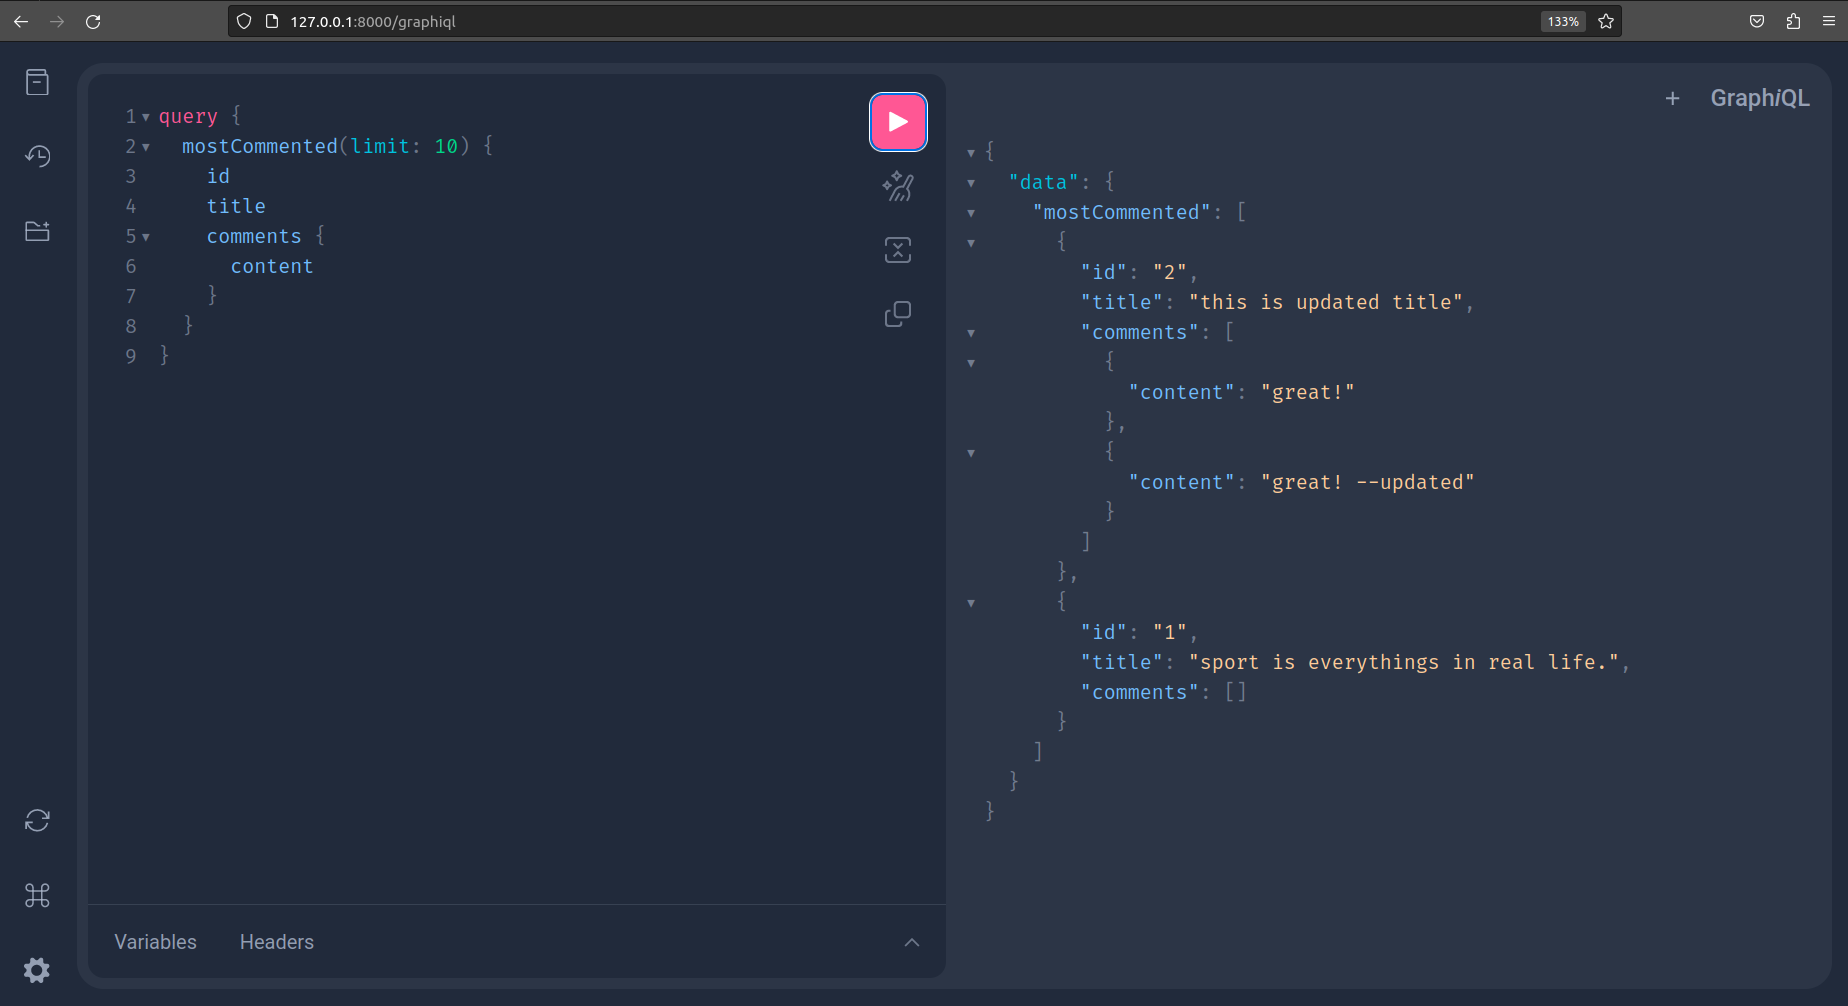 127.0.0.1:8000/graphiql
133%
GraphiQL
1 query {
2 mostCommented(limit: 10) {
3 id
4 title
5 comments {
6 content
7 }
8 }
9 }
Variables Headers
{
"data": {
"mostCommented": [
{
"id": "2",
"title": "this is updated title",
"comments": [
{
"content": "great!"
},
{
"content": "great! --updated"
}
]
},
{
"id": "1",
"title": "sport is everythings in real life.",
"comments": []
}
]
}
}